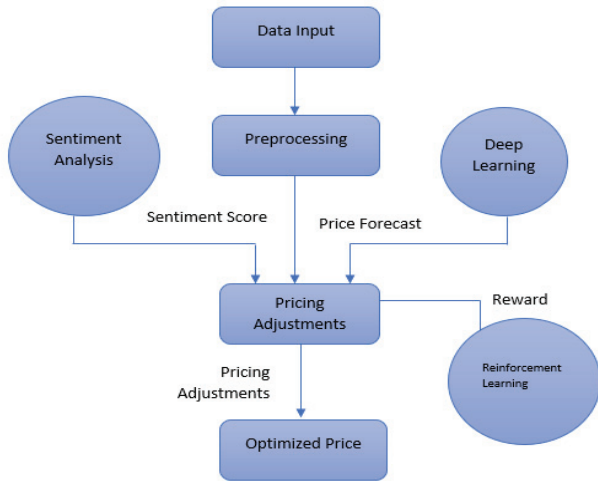 Data Input
Sentiment
Analysis
Preprocessing
Deep
Learning
Sentiment Score
Price Forecast
Pricing
Adjustments
Reward
Pricing
Adjustments
Reinforcement
Learning
Optimized Price